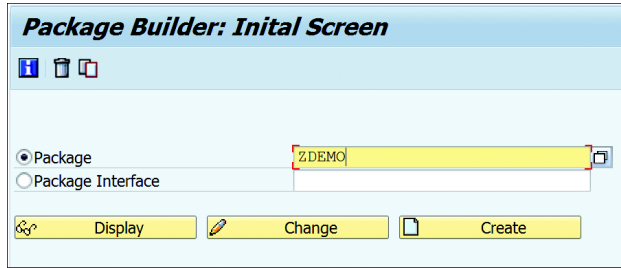 Package Builder: Inital Screen
Package ZDEMO
Package Interface
Display Change Create